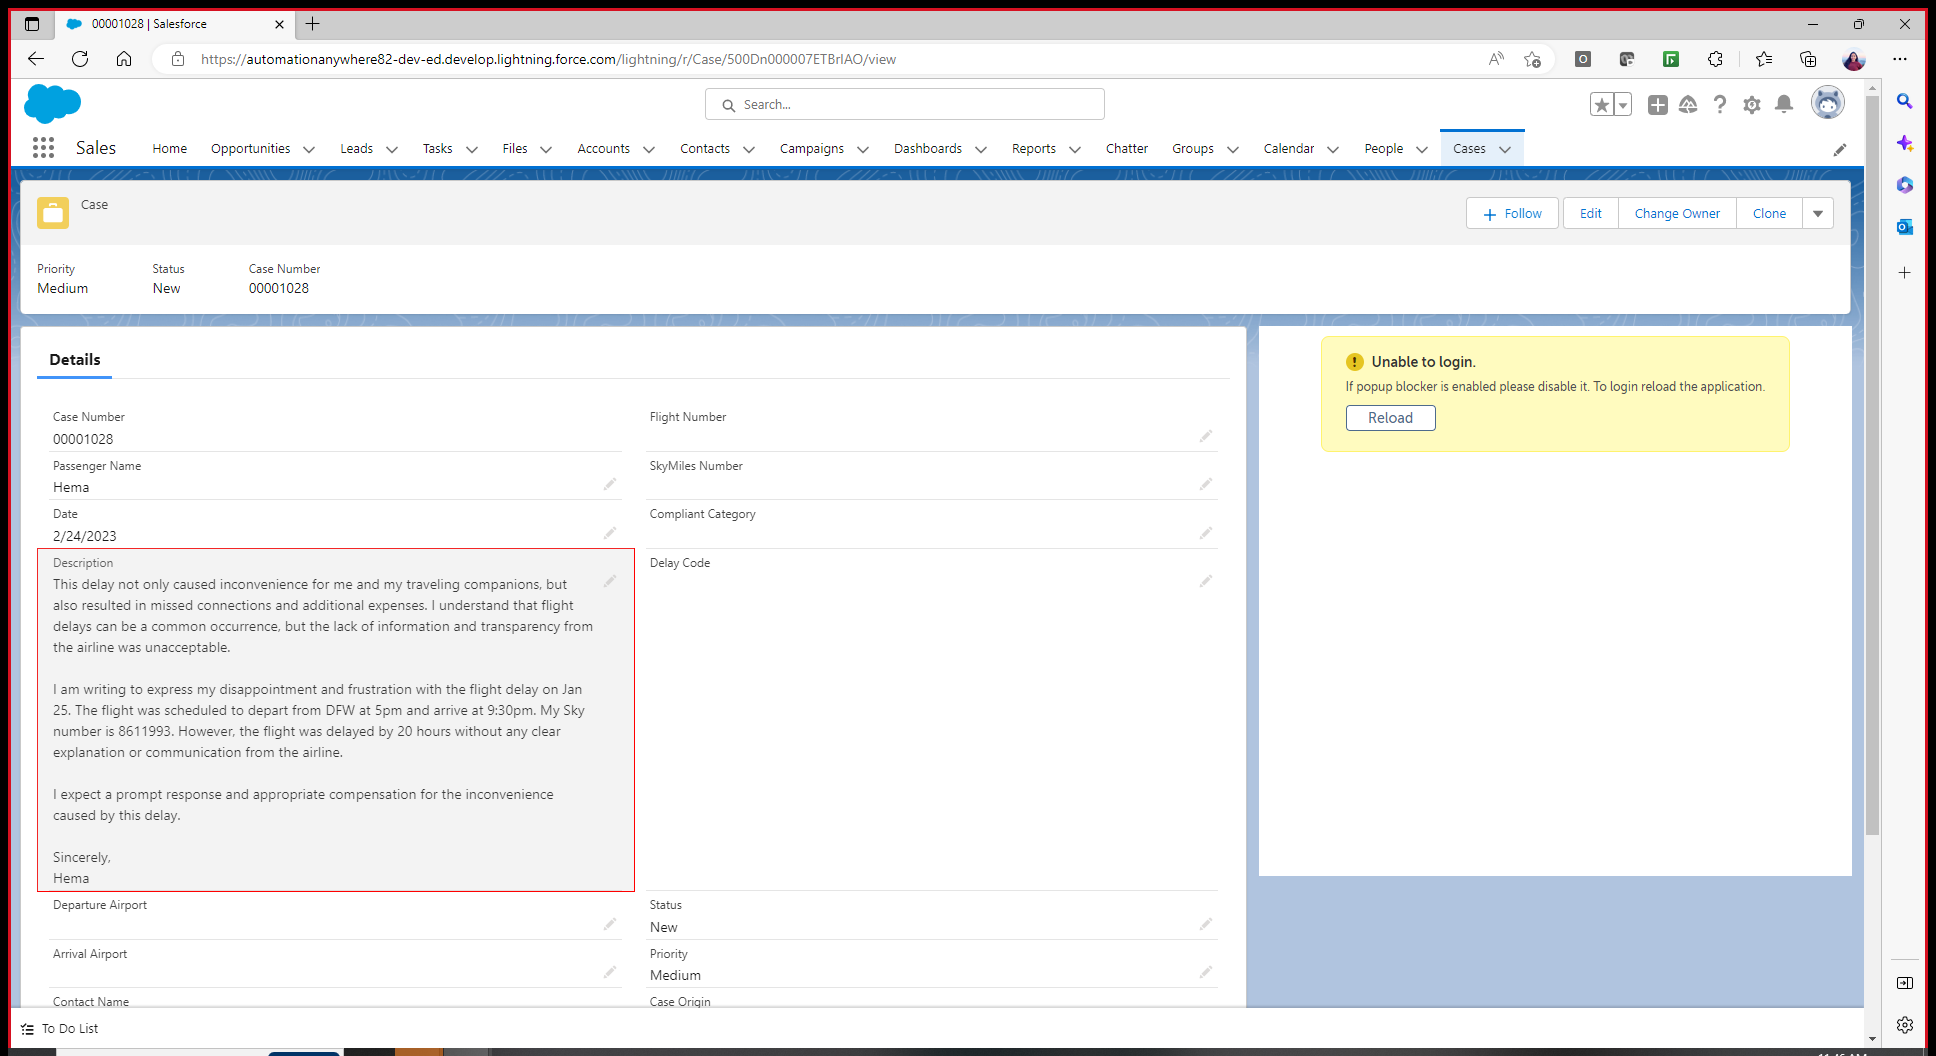 00001028 | Salesforce
https://automationanywhere82-dev-ed.develop.lightning.force.com/lightning/r/Case/500Dn000007ETBrIAO/view
Search...
Sales
Home
Opportunities
Leads
Tasks
Files
Accounts
Contacts
Campaigns
Dashboards
Reports
Chatter
Groups
Calendar
People
Cases
Case
Follow
Edit
Change Owner
Clone
Priority
Medium
Status
New
Case Number
00001028
Details
Case Number
00001028
Flight Number
Passenger Name
Hema
SkyMiles Number
Date
2/24/2023
Compliant Category
Description
This delay not only caused inconvenience for me and my traveling companions, but
also resulted in missed connections and additional expenses. I understand that flight
delays can be a common occurrence, but the lack of information and transparency from
the airline was unacceptable.
I am writing to express my disappointment and frustration with the flight delay on Jan
25. The flight was scheduled to depart from DFW at 5pm and arrive at 9:30pm. My Sky
number is 8611993. However, the flight was delayed by 20 hours without any clear
explanation or communication from the airline.
I expect a prompt response and appropriate compensation for the inconvenience
caused by this delay.
Sincerely,
Hema
Delay Code
Departure Airport
Status
New
Arrival Airport
Priority
Medium
Contact Name
Case Origin
Unable to login.
If popup blocker is enabled please disable it. To login reload the application.
Reload
To Do List